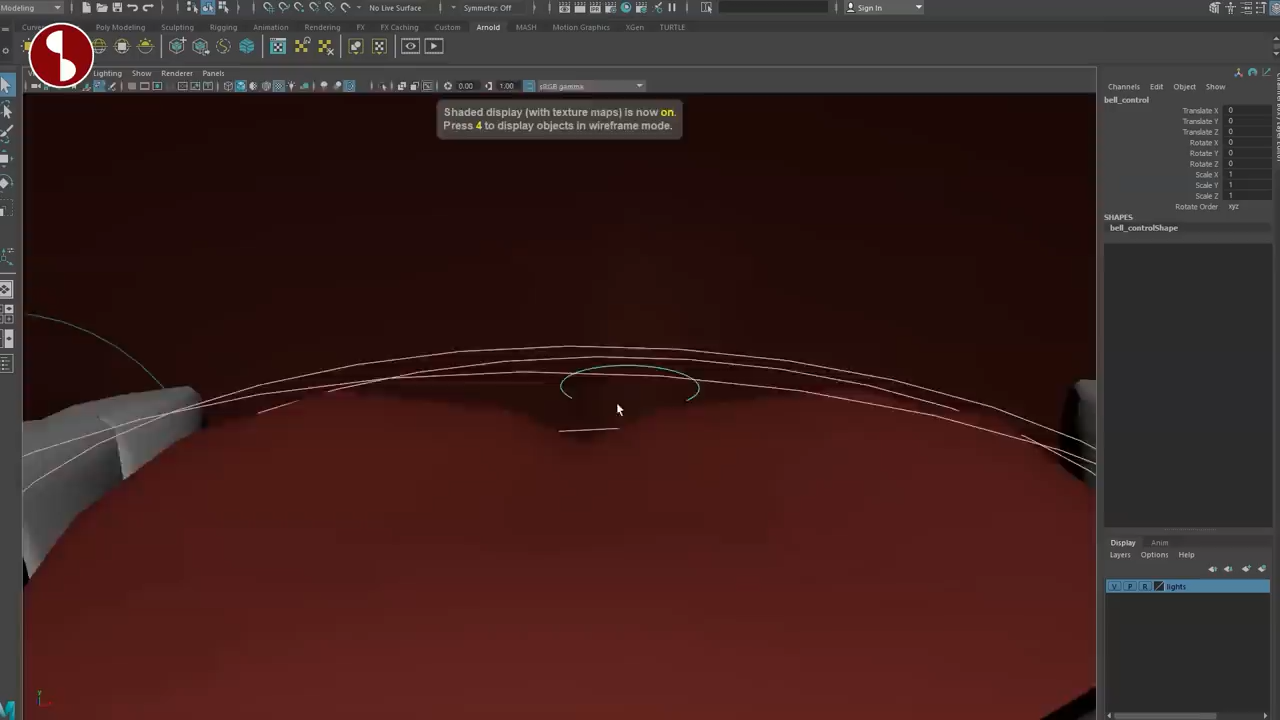 Modeling
No Live Surface
Symmetry: Off
Sign In
Poly Modeling
Sculpting
Rigging
Animation
Rendering
FX
FX Caching
Custom
Arnold
MASH
Motion Graphics
XGen
TURTLE
Lighting
Show
Renderer
Panels
0.00
1.00
sRGB gamma
Shaded display (with texture maps) is now on.
Press 4 to display objects in wireframe mode.
Channels
Edit
Object
Show
bell_control
Translate X 0
Translate Y 0
Translate Z 0
Rotate X 0
Rotate Y 0
Rotate Z 0
Scale X 1
Scale Y 1
Scale Z 1
Rotate Order xyz
SHAPES
bell_controlShape
Display
Anim
Layers
Options
Help
V
P
R
lights